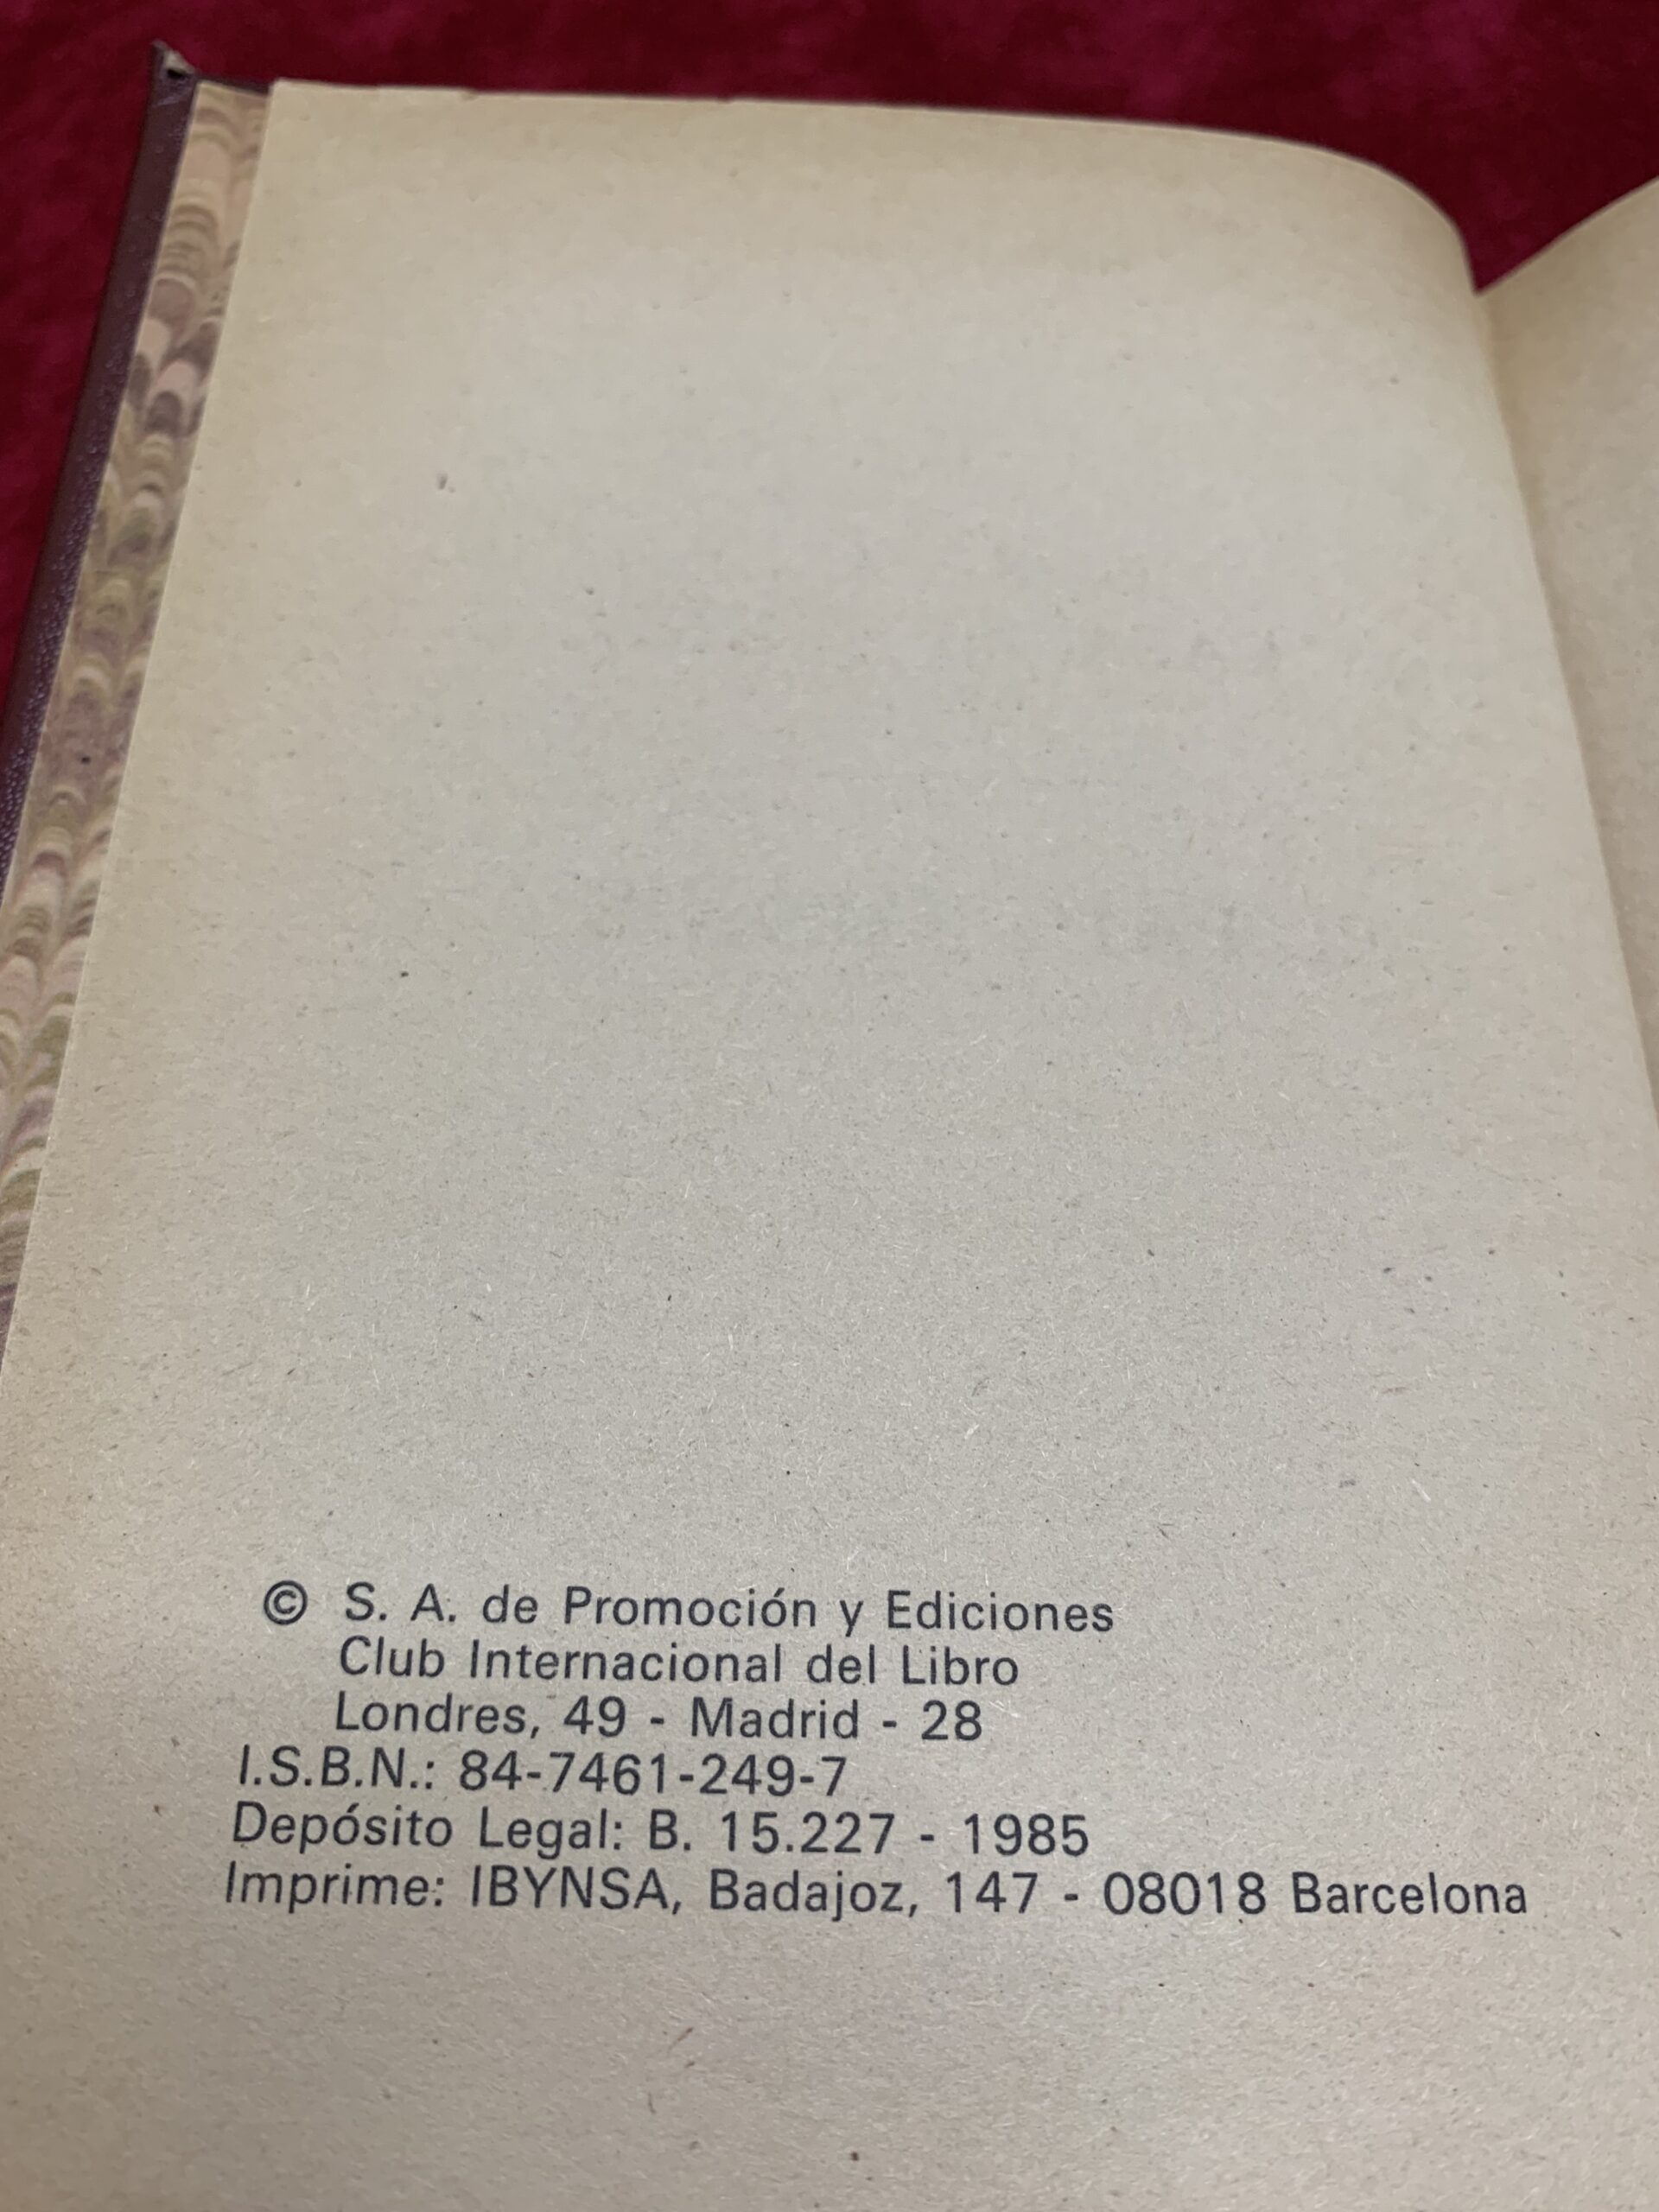 © S. A. de Promoción y Ediciones
Club Internacional del Libro
Londres, 49 - Madrid - 28
I.S.B.N.: 84-7461-249-7
Depósito Legal: B. 15.227 - 1985
Imprime: IBYNSA, Badajoz, 147 - 08018 Barcelona